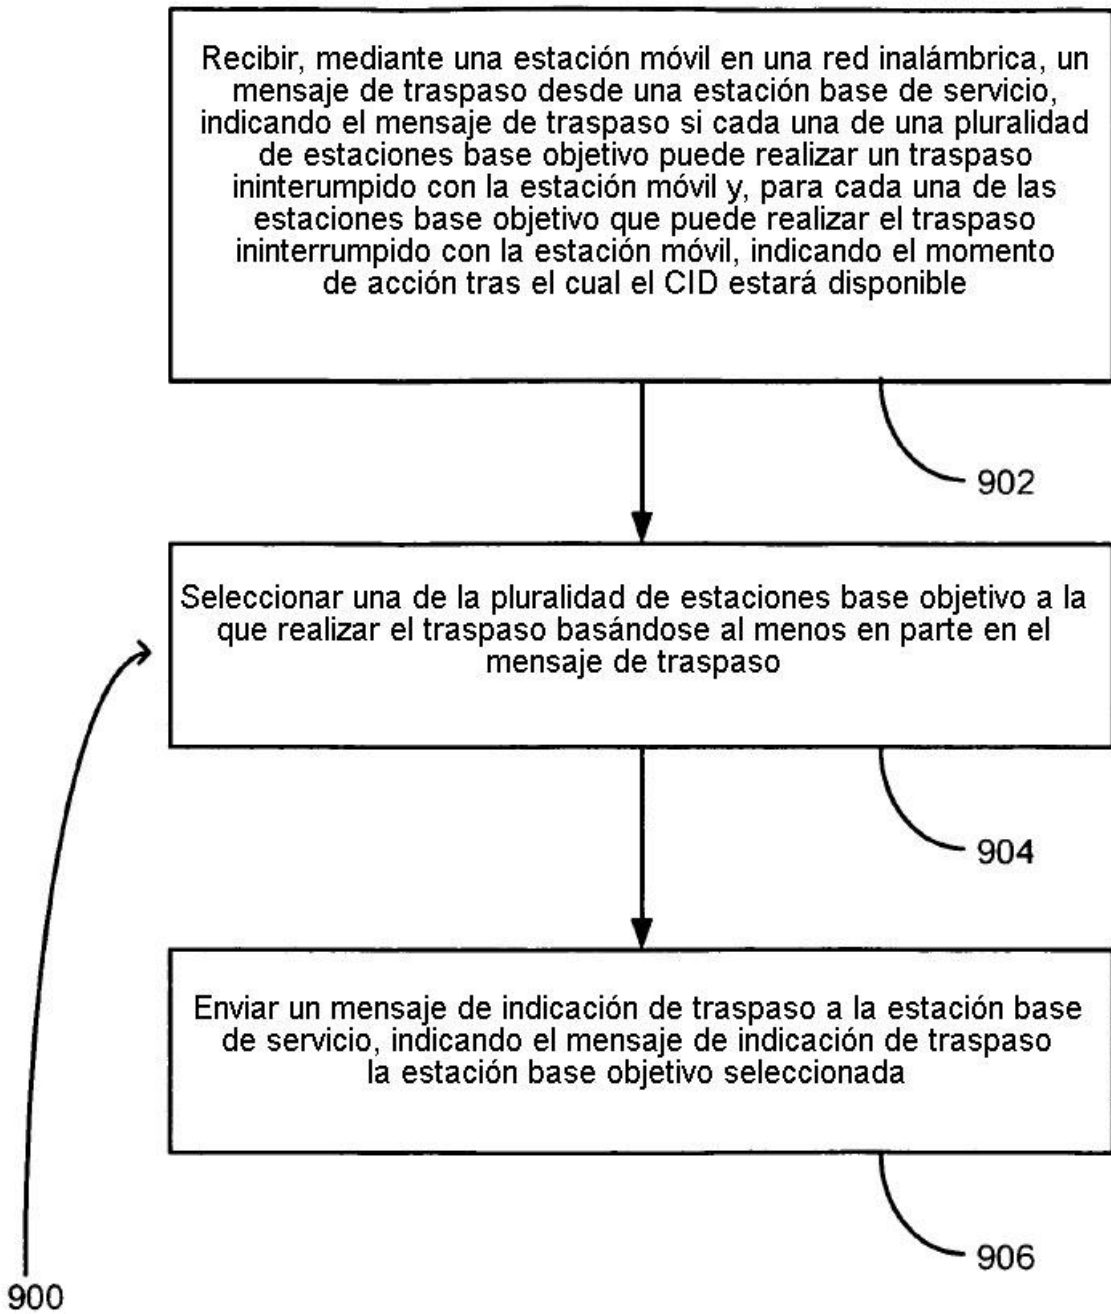 Recibir, mediante una estación móvil en una red inalámbrica, un
mensaje de traspaso desde una estación base de servicio,
indicando el mensaje de traspaso si cada una de una pluralidad
de estaciones base objetivo puede realizar un traspaso
ininterumpido con la estación móvil y, para cada una de las
estaciones base objetivo que puede realizar el traspaso
ininterrumpido con la estación móvil, indicando el momento
de acción tras el cual el CID estará disponible
902
Seleccionar una de la pluralidad de estaciones base objetivo a la
que realizar el traspaso basándose al menos en parte en el
mensaje de traspaso
904
Enviar un mensaje de indicación de traspaso a la estación base
de servicio, indicando el mensaje de indicación de traspaso
la estación base objetivo seleccionada
906
900